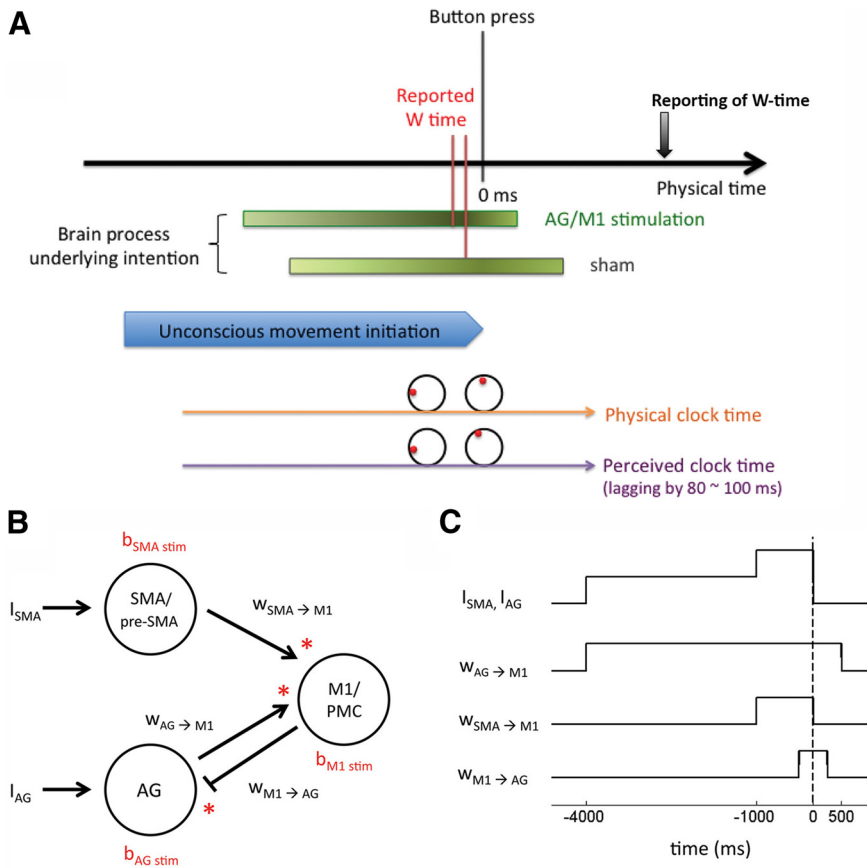 A
Button press
Reported
W time
Reporting of W-time
0 ms
Physical time
Brain process
underlying intention
AG/M1 stimulation
sham
Unconscious movement initiation
Physical clock time
Perceived clock time
(lagging by 80 ~ 100 ms)
B
b_SMA stim
I_SMA
SMA/
pre-SMA
w_SMA → M1
*
*
M1/
PMC
w_AG → M1
b_M1 stim
w_M1 → AG
I_AG
AG
*
b_AG stim
C
I_SMA, I_AG
w_AG → M1
w_SMA → M1
w_M1 → AG
-4000 -1000 0 500
time (ms)